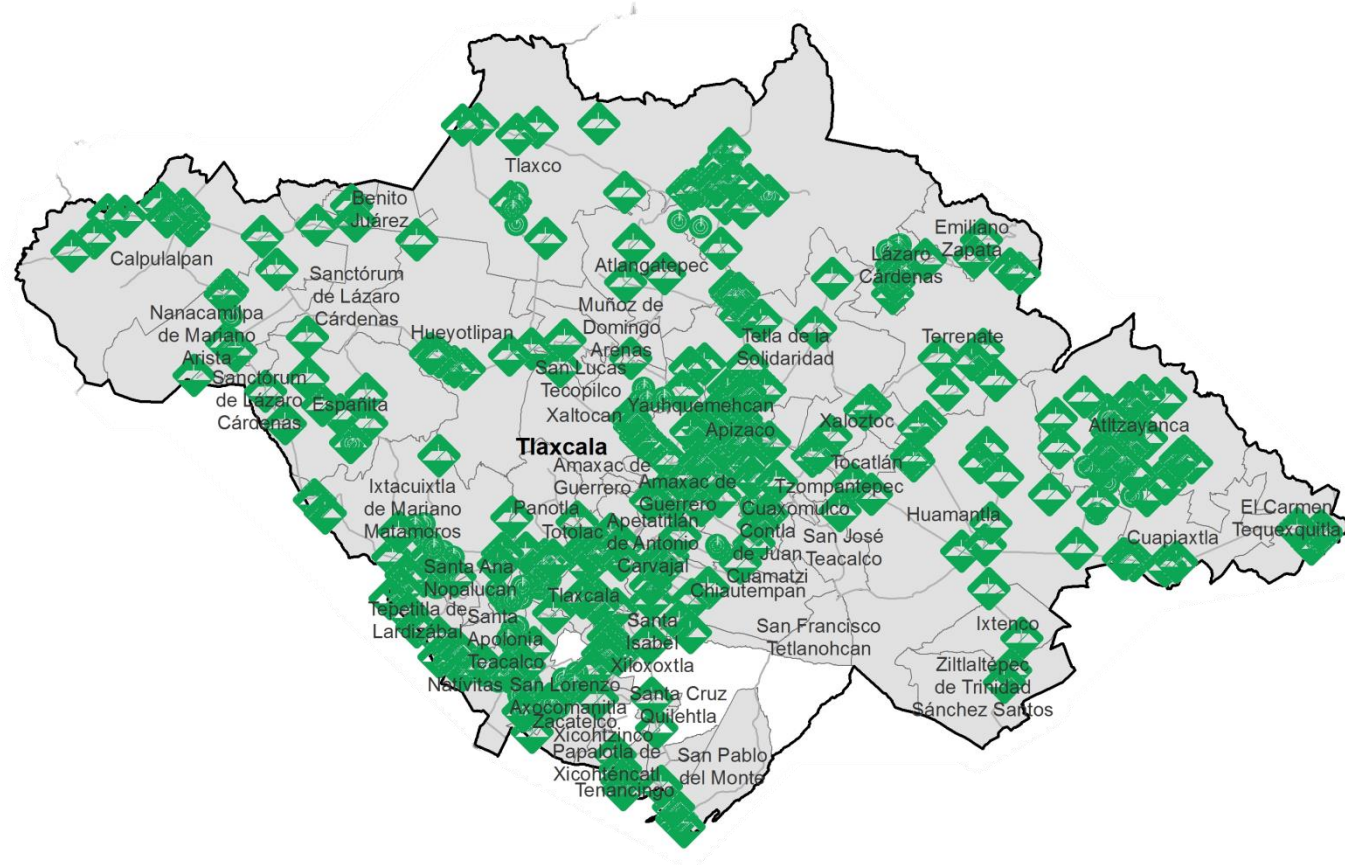 Tlaxco
Benito
Juárez
Emiliano
Zapata
Calpulalpan
Lázaro
Cárdenas
Atlangatepec
Sanctórum
de Lázaro
Cárdenas
Nanacamilpa
de Mariano
Arista
Hueyotlipan
Muñoz de
Domingo
Arenas
Tetla de la
Solidaridad
Terrenate
San Lucas
Tecopilco
Sanctórum
de Lázaro
Cárdenas
Españita
Xaltocan
Yauhquemehcan
Apizaco
Xaloztoc
Atltzayanca
Tlaxcala
Amaxac de
Guerrero
Amaxac de
Guerrero
Tocatlán
Tzompantepec
Ixtacuixtla
de Mariano
Matamoros
Panotla
Totolac
Apetatitlán
de Antonio
Carvajal
Cuaxomulco
Contla
de Juan
Cuamatzi
San José
Teacalco
Huamantla
El Carmen
Tequexquitla
Cuapiaxtla
Santa Ana
Nopalucan
Tlaxcala
Chiautempan
Tepetitla de
Lardizábal
Santa
Apolonia
Teacalco
Santa
Isabel
Xiloxoxtla
San Francisco
Tetlanohcan
Ixtenco
Ziltlaltépec
de Trinidad
Sánchez Santos
Natívitas
San Lorenzo
Axocomanitla
Zacatelco
Xicohtzinco
Santa Cruz
Quilehtla
Papalotla de
Xicohténcatl
Tenancingo
San Pablo
del Monte